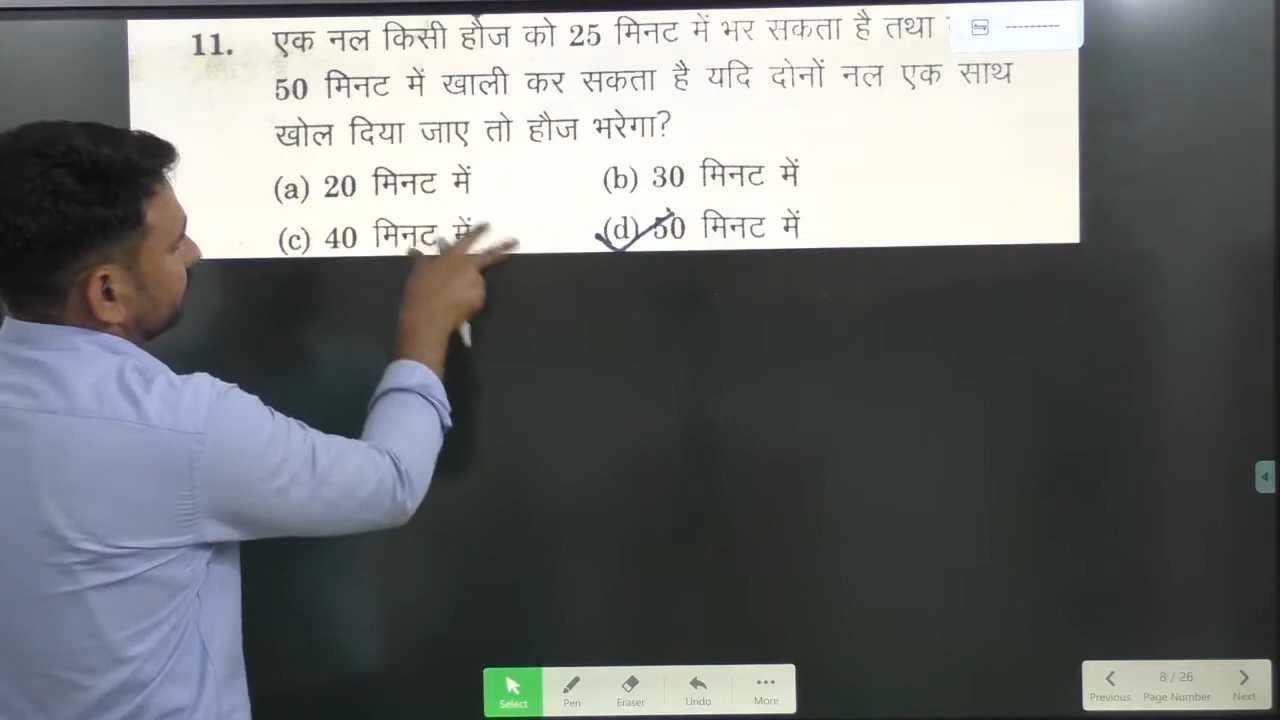 11. एक नल किसी हौज को 25 मिनट में भर सकता है तथा
50 मिनट में खाली कर सकता है यदि दोनों नल एक साथ
खोल दिया जाए तो हौज भरेगा?
(a) 20 मिनट में (b) 30 मिनट में
(c) 40 मिनट में (d) 50 मिनट में
Select Pen Eraser Undo More
8 / 26
Previous Page Number Next